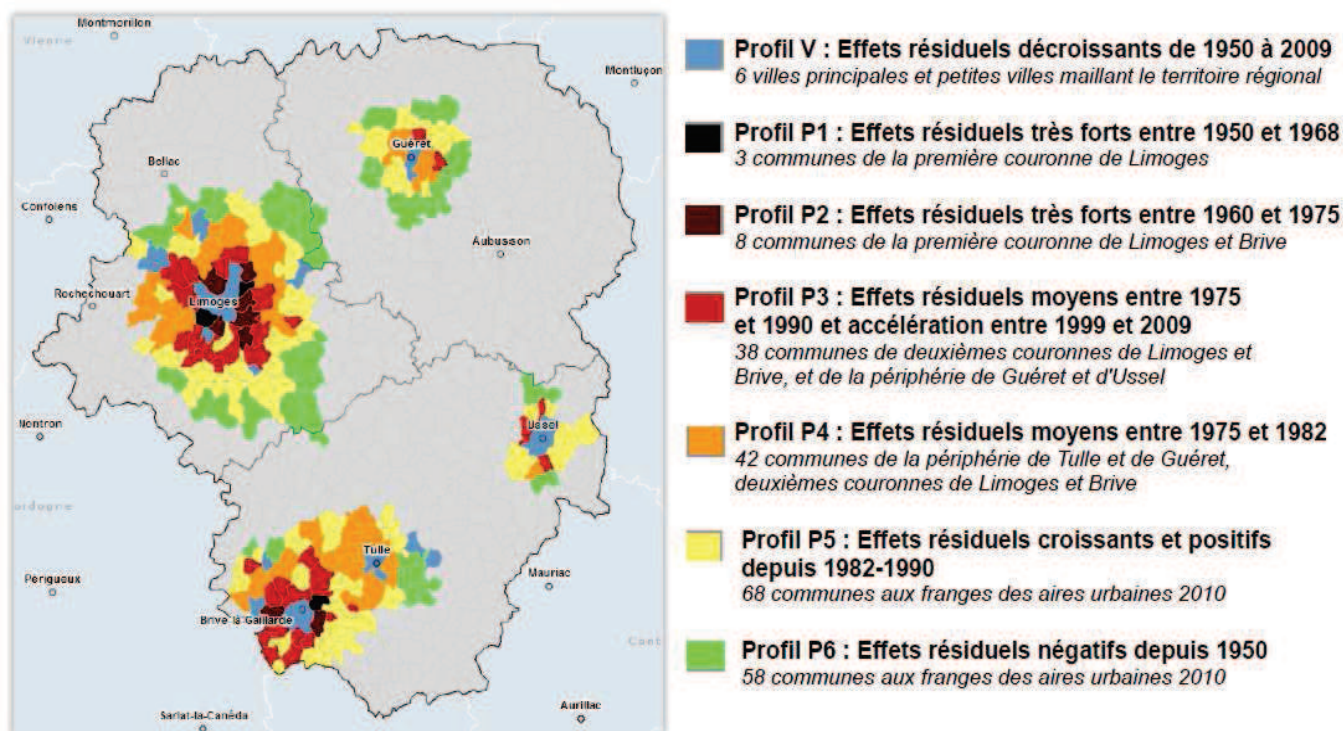 Montmorillon
Vienne
Montluçon
Guéret
Bellac
Confolens
Aubusson
Rochechouart
Limoges
Nontron
Ussel
Tulle
Périgueux
Mauriac
Brive la Gaillarde
Aurillac
Sarlat-la-Canéda
Profil V : Effets résiduels décroissants de 1950 à 2009
6 villes principales et petites villes maillant le territoire régional
Profil P1 : Effets résiduels très forts entre 1950 et 1968
3 communes de la première couronne de Limoges
Profil P2 : Effets résiduels très forts entre 1960 et 1975
8 communes de la première couronne de Limoges et Brive
Profil P3 : Effets résiduels moyens entre 1975
et 1990 et accélération entre 1999 et 2009
38 communes de deuxièmes couronnes de Limoges et
Brive, et de la périphérie de Guéret et d'Ussel
Profil P4 : Effets résiduels moyens entre 1975 et 1982
42 communes de la périphérie de Tulle et de Guéret,
deuxièmes couronnes de Limoges et Brive
Profil P5 : Effets résiduels croissants et positifs
depuis 1982-1990
68 communes aux franges des aires urbaines 2010
Profil P6 : Effets résiduels négatifs depuis 1950
58 communes aux franges des aires urbaines 2010